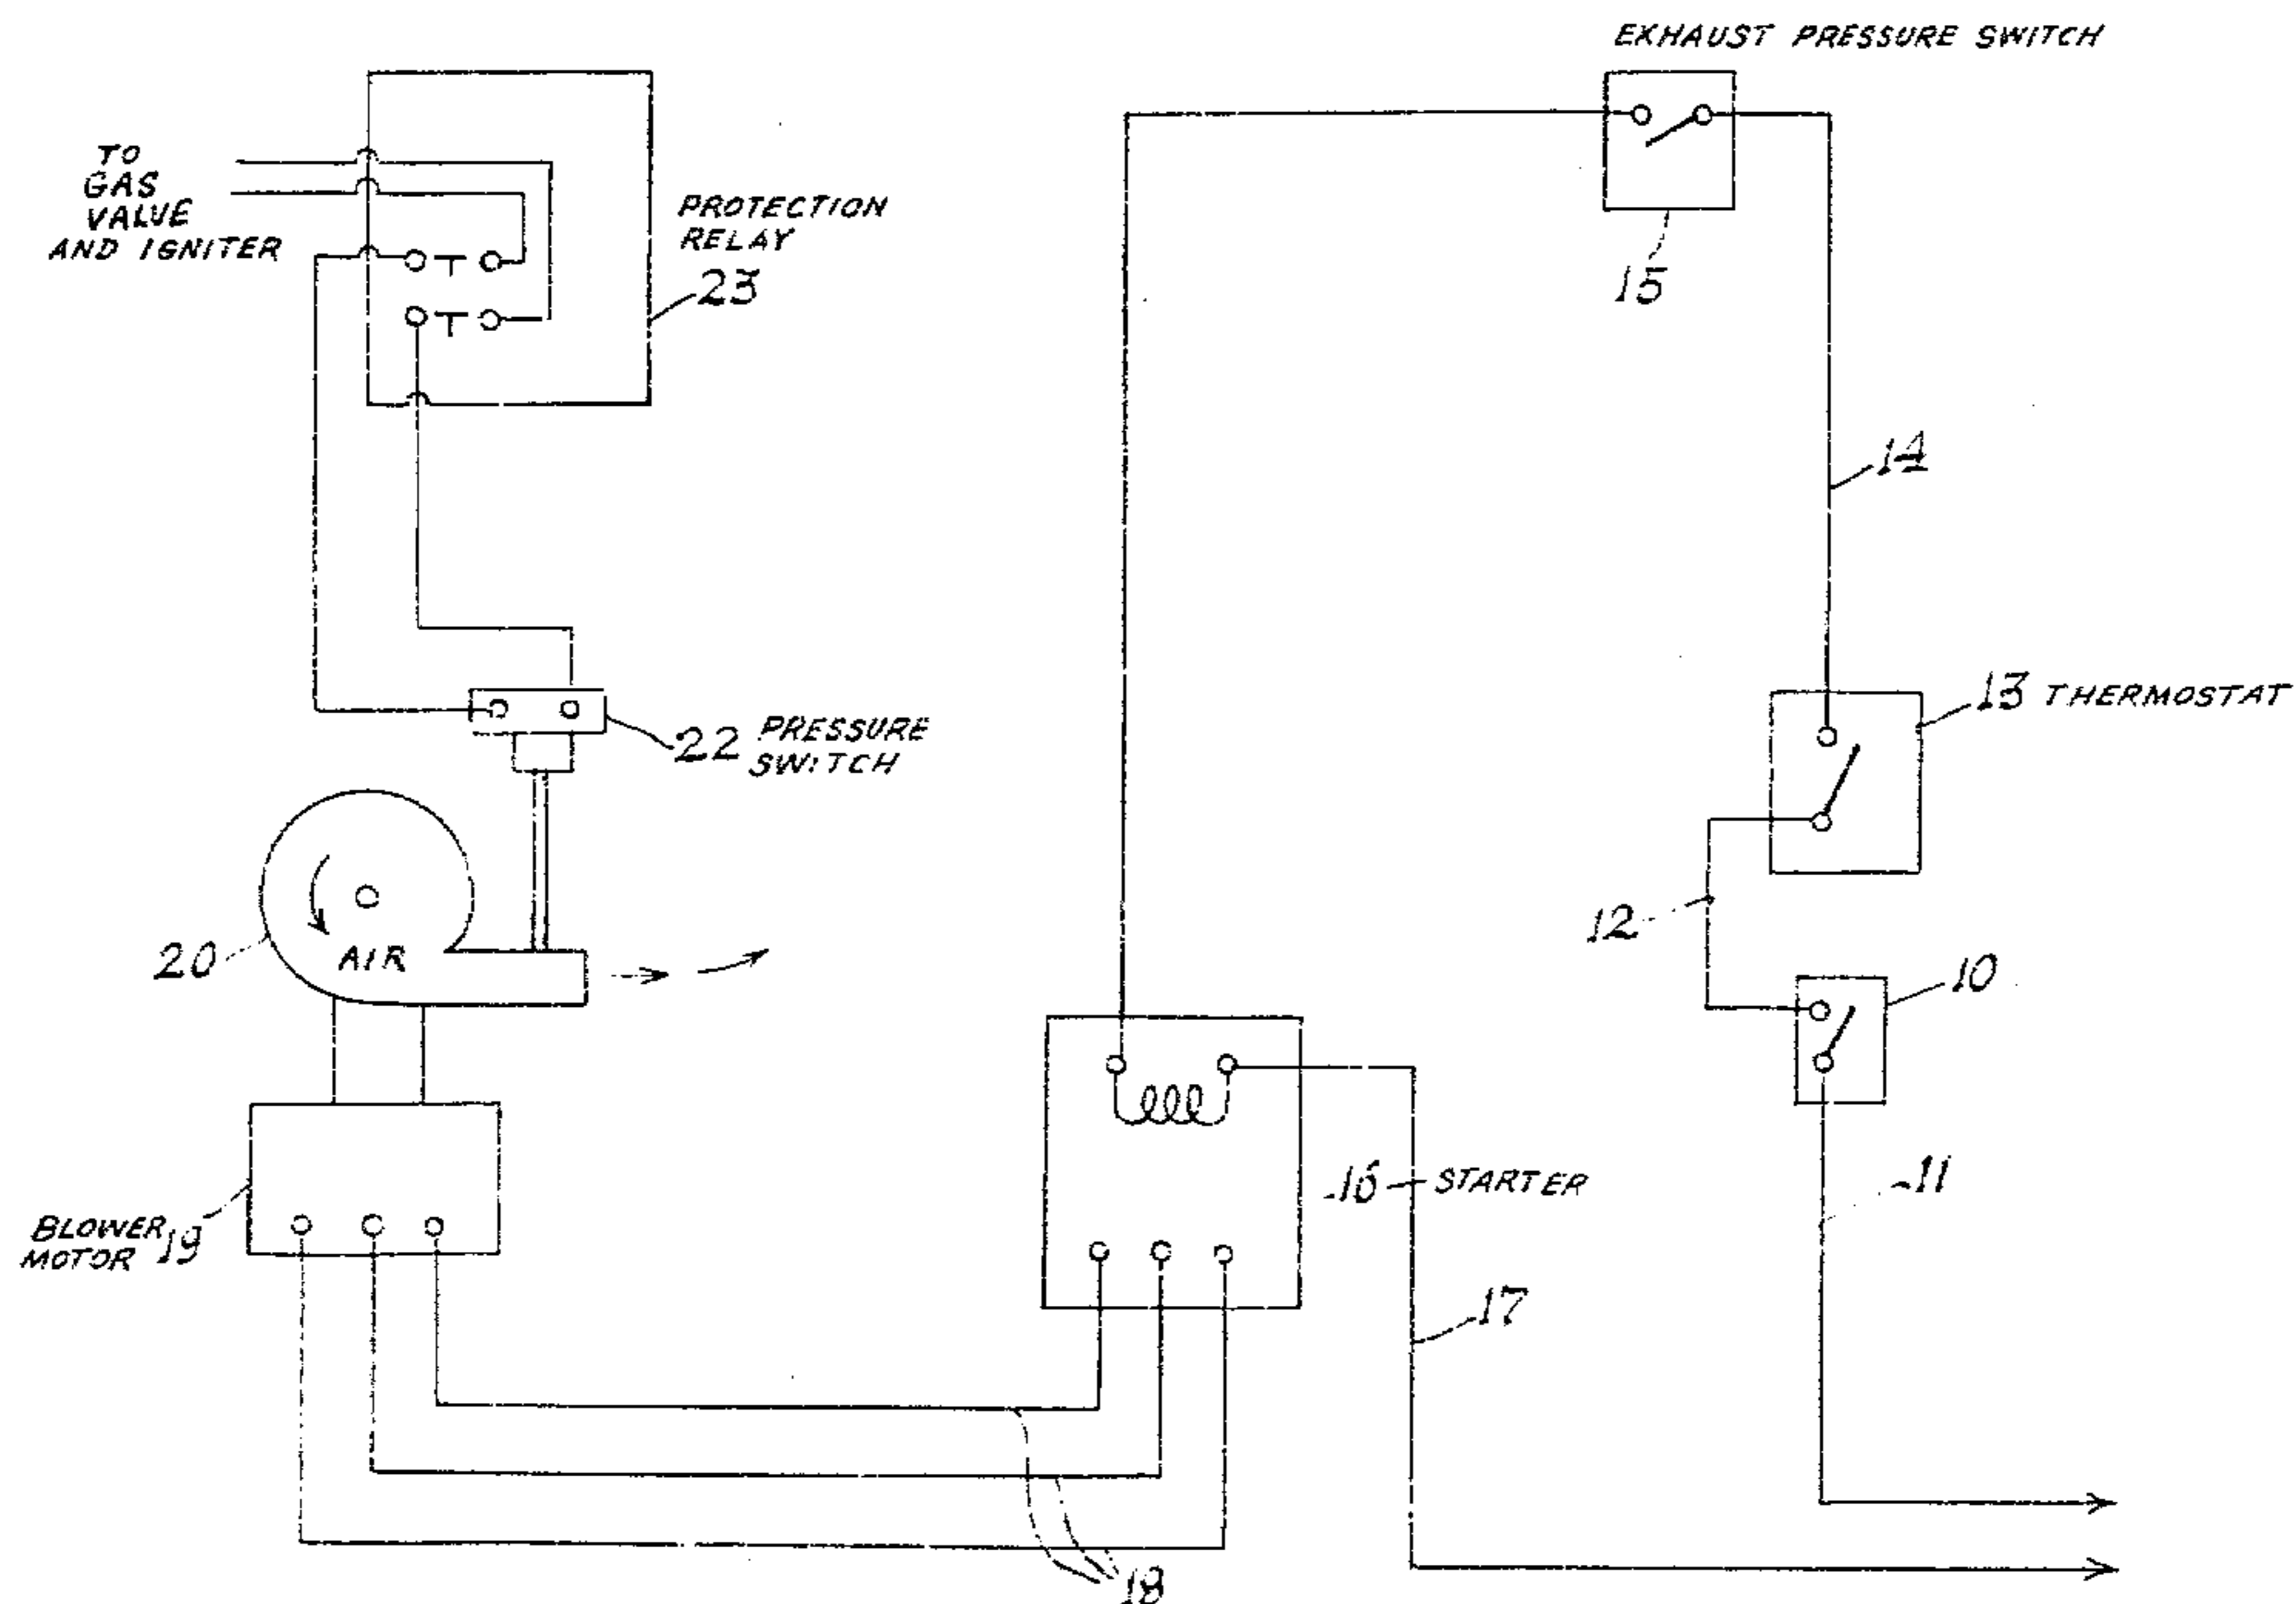 EXHAUST PRESSURE SWITCH
TO
GAS
VALUE
AND IGNITER
PROTECTION
RELAY
23
15
14
13 THERMOSTAT
22 PRESSURE
SWITCH
12
10
20
AIR
11
16 STARTER
BLOWER
MOTOR 19
17
18